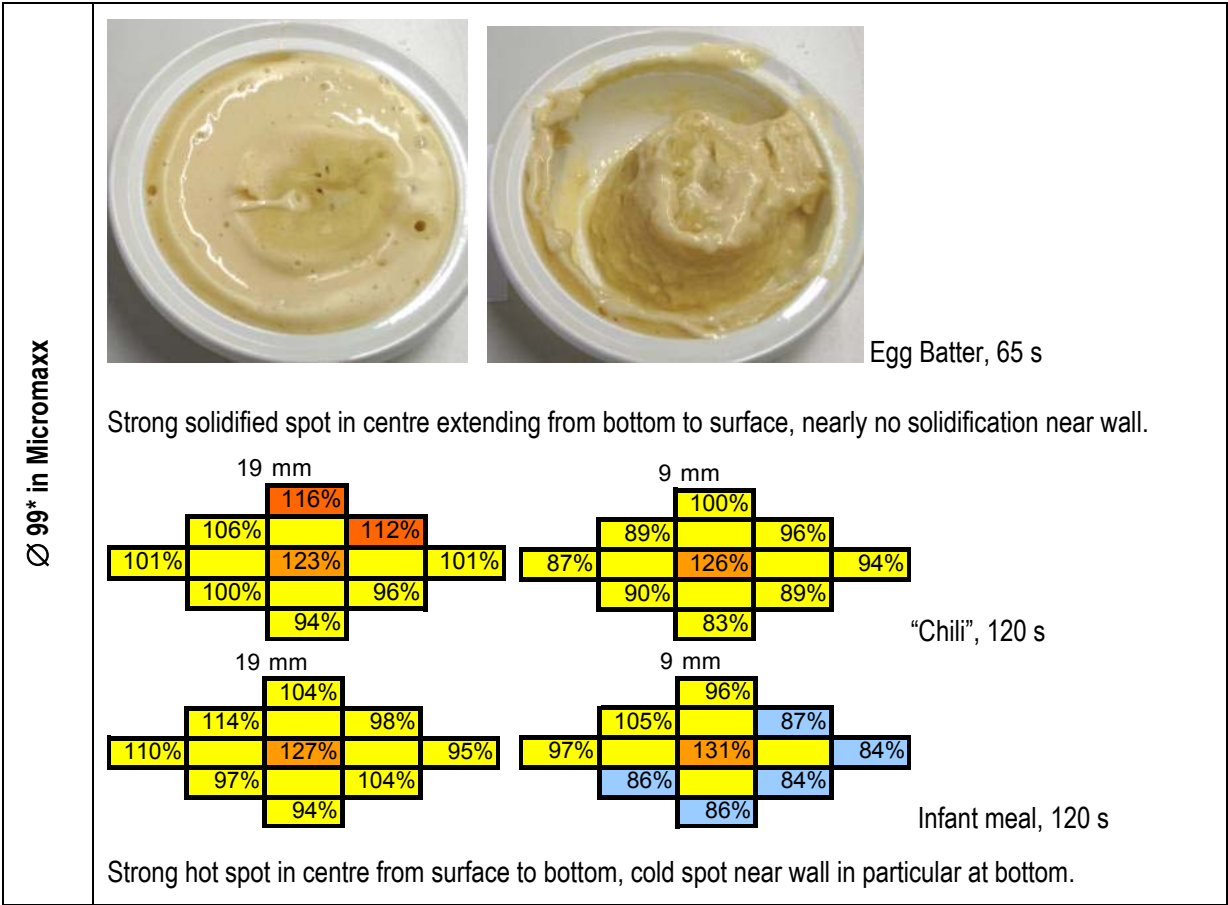 Ø 99* in Micromaxx
Egg Batter, 65 s
Strong solidified spot in centre extending from bottom to surface, nearly no solidification near wall.
19 mm 9 mm
116% 100%
106% 112% 89% 96%
101% 123% 101% 87% 126% 94%
100% 96% 90% 89%
94% 83%
“Chili”, 120 s
19 mm 9 mm
104% 96%
114% 98% 105% 87%
110% 127% 95% 97% 131% 84%
97% 104% 86% 84%
94% 86%
Infant meal, 120 s
Strong hot spot in centre from surface to bottom, cold spot near wall in particular at bottom.